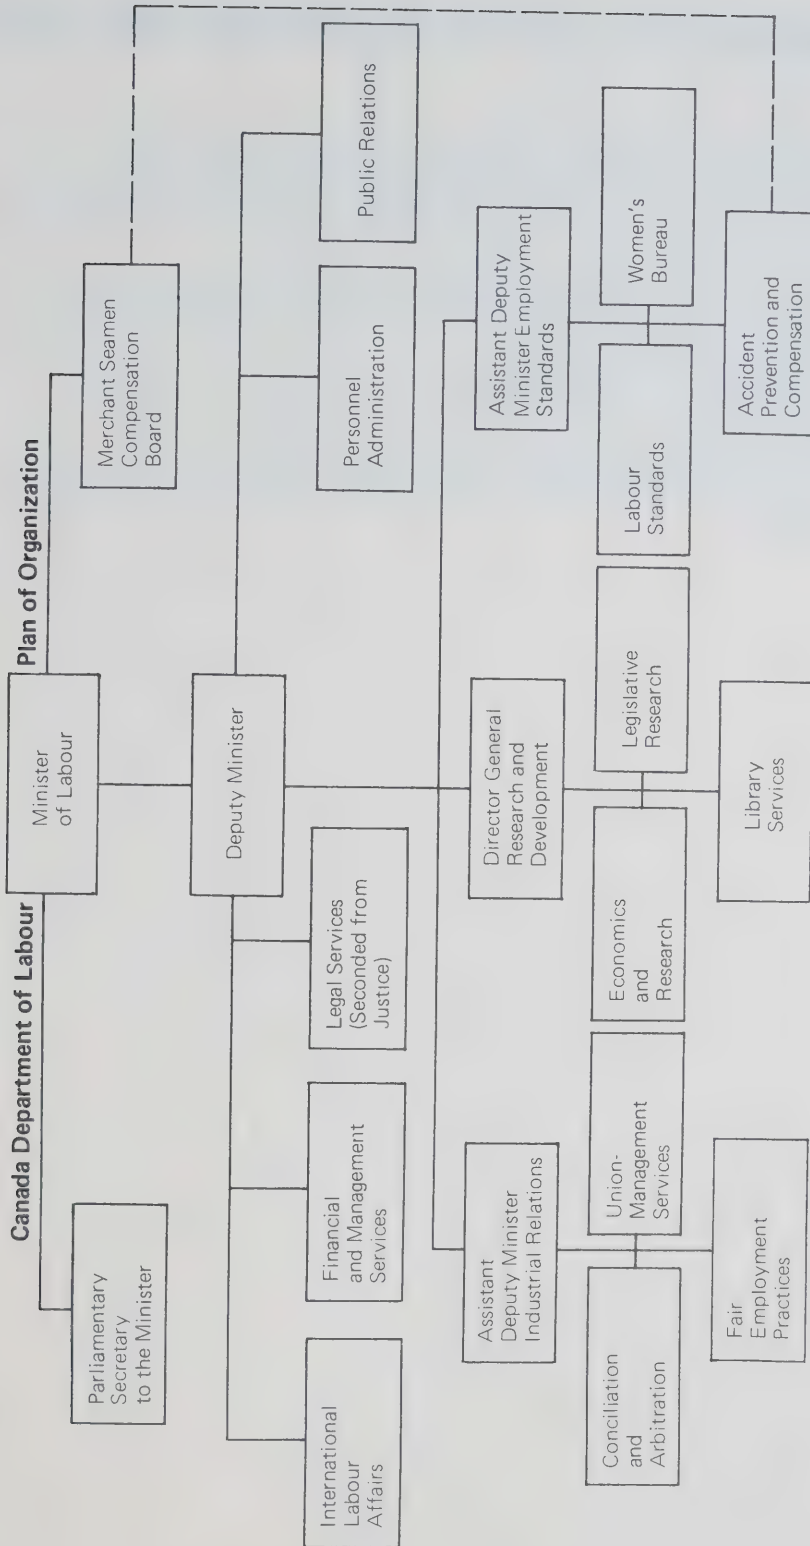 Canada Department of Labour Plan of Organization
Minister
of Labour
Parliamentary
Secretary
to the Minister
Merchant Seamen
Compensation
Board
Deputy Minister
International
Labour
Affairs
Financial
and Management
Services
Legal Services
(Seconded from
Justice)
Personnel
Administration
Public Relations
Assistant
Deputy Minister
Industrial Relations
Director General
Research and
Development
Assistant Deputy
Minister Employment
Standards
Conciliation
and
Arbitration
Union-
Management
Services
Economics
and
Research
Legislative
Research
Labour
Standards
Women's
Bureau
Fair
Employment
Practices
Library
Services
Accident
Prevention and
Compensation